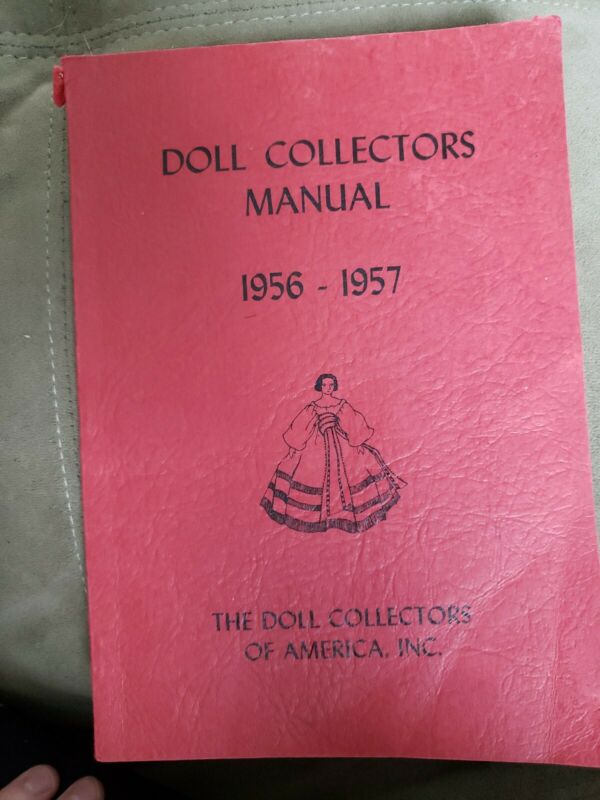 DOLL COLLECTORS
MANUAL
1956 - 1957
THE DOLL COLLECTORS
OF AMERICA, INC.